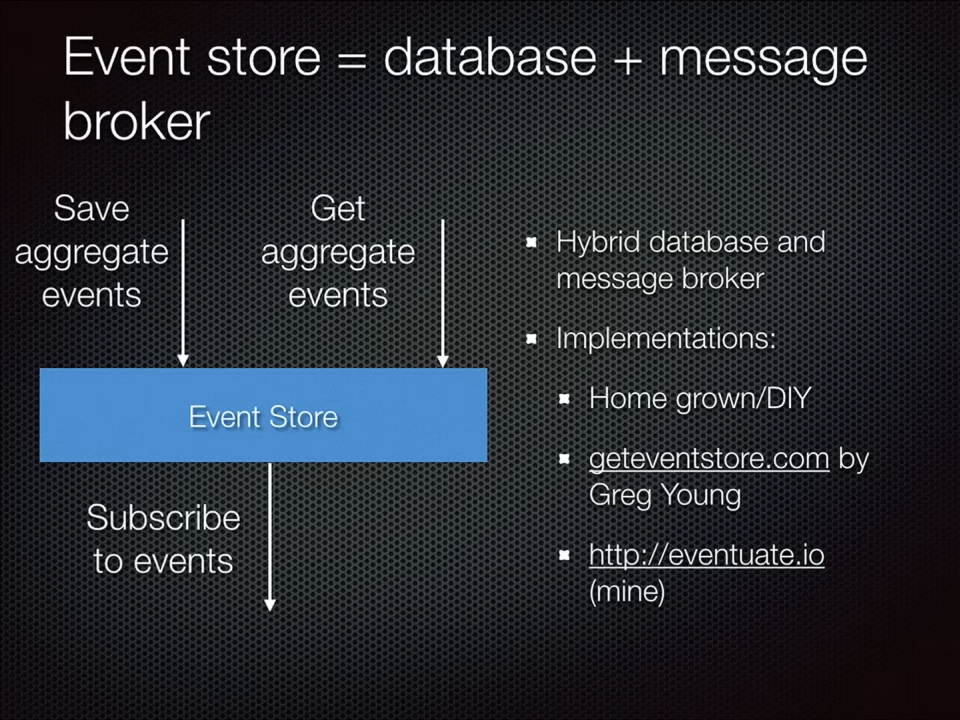 Event store = database + message
broker
Save
aggregate
events
Get
aggregate
events
Event Store
Subscribe
to events
Hybrid database and
message broker
Implementations:
Home grown/DIY
geteventstore.com by
Greg Young
http://eventuate.io
(mine)